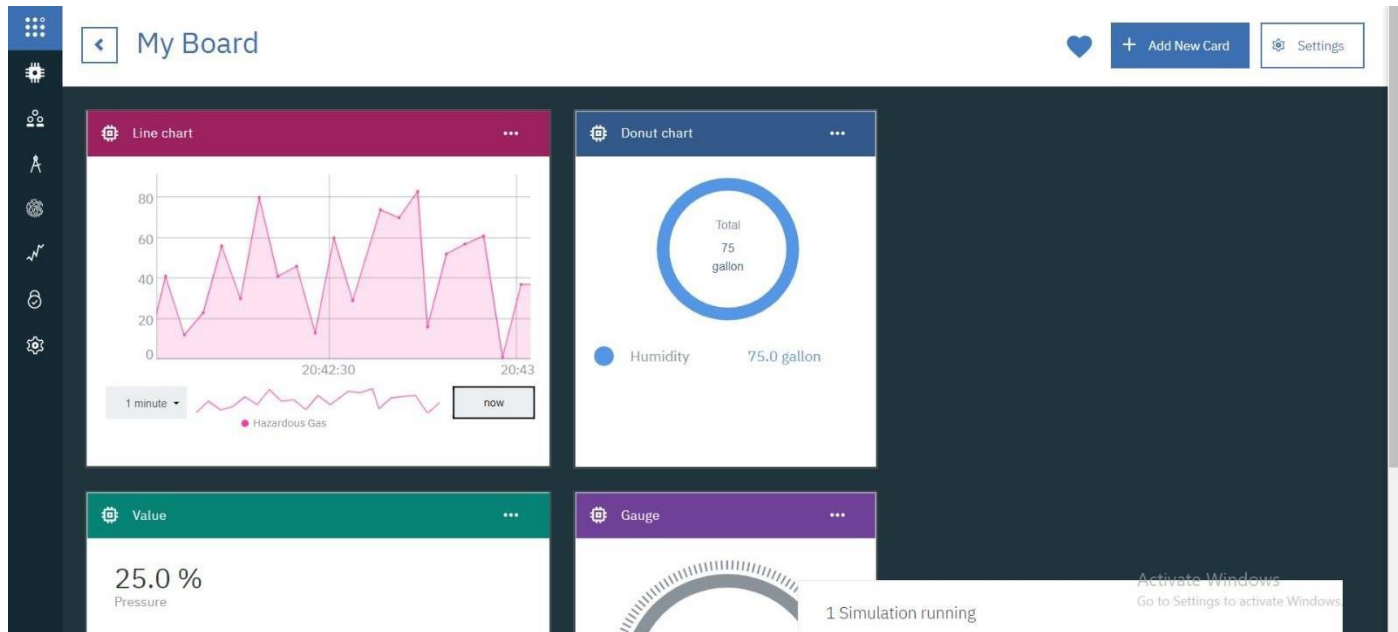 My Board
+ Add New Card
Settings
Line chart
80
60
40
20
0
20:42:30
20:43
1 minute
now
Hazardous Gas
Donut chart
Total
75
gallon
Humidity
75.0 gallon
Value
25.0 %
Pressure
Gauge
1 Simulation running
Activate Windows
Go to Settings to activate Windows.